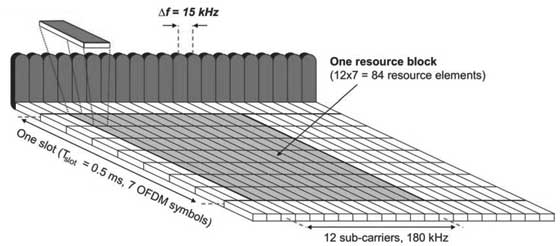 Δf = 15 kHz
One resource block
(12x7 = 84 resource elements)
One slot (Tslot = 0.5 ms, 7 OFDM symbols)
12 sub-carriers, 180 kHz